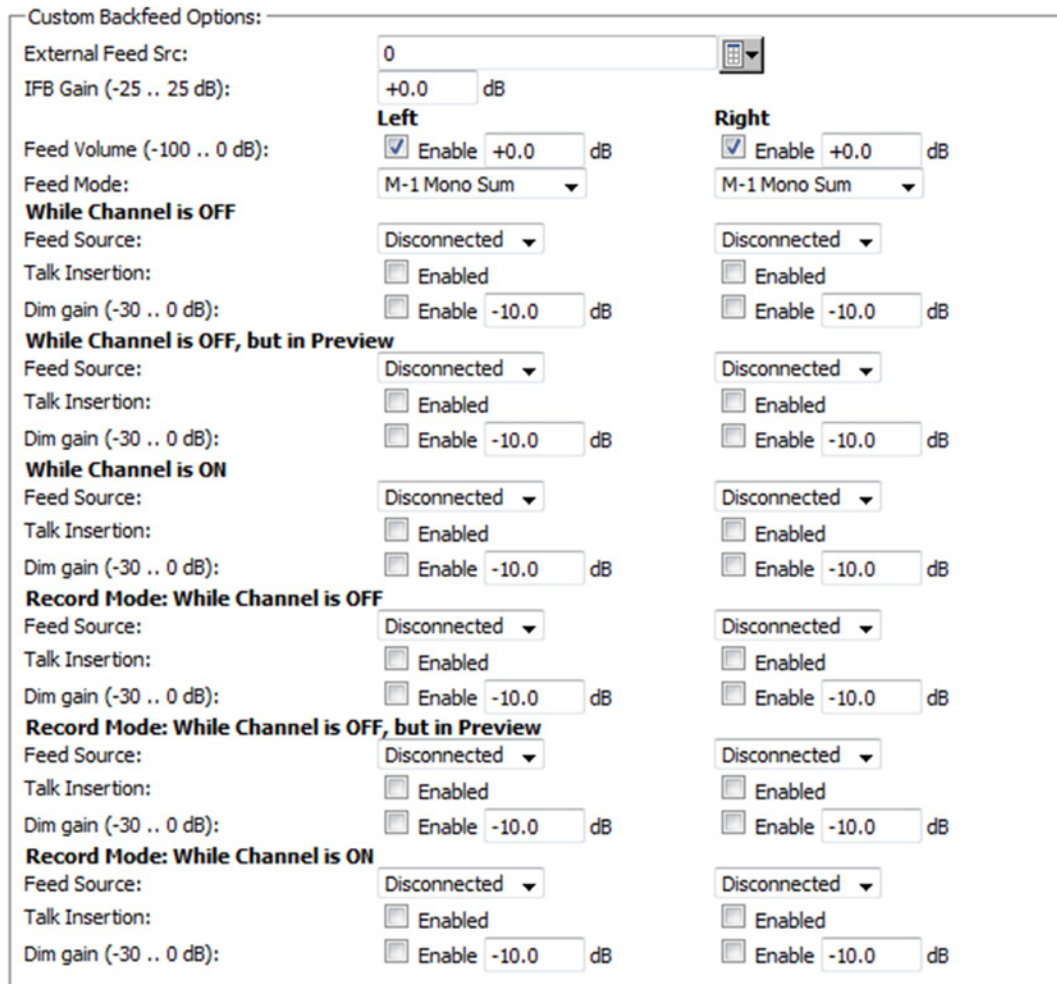 Custom Backfeed Options:
External Feed Src: 0
IFB Gain (-25 .. 25 dB): +0.0 dB
Left Right
Feed Volume (-100 .. 0 dB): Enable +0.0 dB Enable +0.0 dB
Feed Mode: M-1 Mono Sum M-1 Mono Sum
While Channel is OFF
Feed Source: Disconnected Disconnected
Talk Insertion: Enabled Enabled
Dim gain (-30 .. 0 dB): Enable -10.0 dB Enable -10.0 dB
While Channel is OFF, but in Preview
Feed Source: Disconnected Disconnected
Talk Insertion: Enabled Enabled
Dim gain (-30 .. 0 dB): Enable -10.0 dB Enable -10.0 dB
While Channel is ON
Feed Source: Disconnected Disconnected
Talk Insertion: Enabled Enabled
Dim gain (-30 .. 0 dB): Enable -10.0 dB Enable -10.0 dB
Record Mode: While Channel is OFF
Feed Source: Disconnected Disconnected
Talk Insertion: Enabled Enabled
Dim gain (-30 .. 0 dB): Enable -10.0 dB Enable -10.0 dB
Record Mode: While Channel is OFF, but in Preview
Feed Source: Disconnected Disconnected
Talk Insertion: Enabled Enabled
Dim gain (-30 .. 0 dB): Enable -10.0 dB Enable -10.0 dB
Record Mode: While Channel is ON
Feed Source: Disconnected Disconnected
Talk Insertion: Enabled Enabled
Dim gain (-30 .. 0 dB): Enable -10.0 dB Enable -10.0 dB